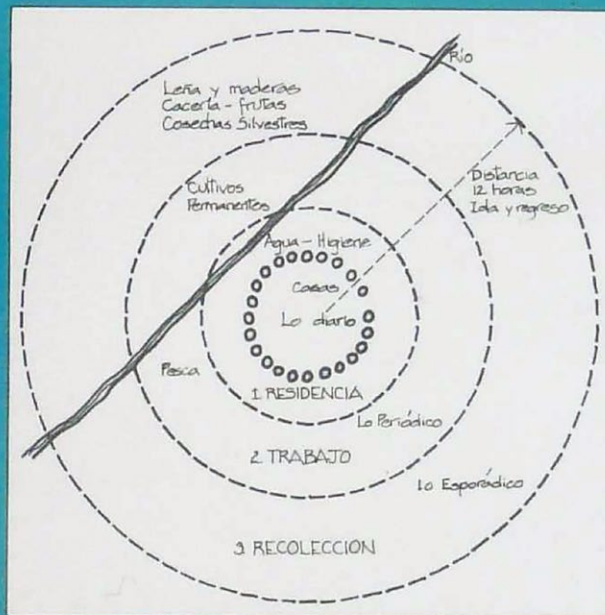 Río
Leña y maderas
Cacería - frutas
Cosechas Silvestres
Distancia
12 horas
Ida y regreso
Cultivos
Permanentes
Agua - Higiene
Casas
Lo diario
Pesca
1. RESIDENCIA
Lo Periódico
2. TRABAJO
Lo Esporádico
3. RECOLECCION